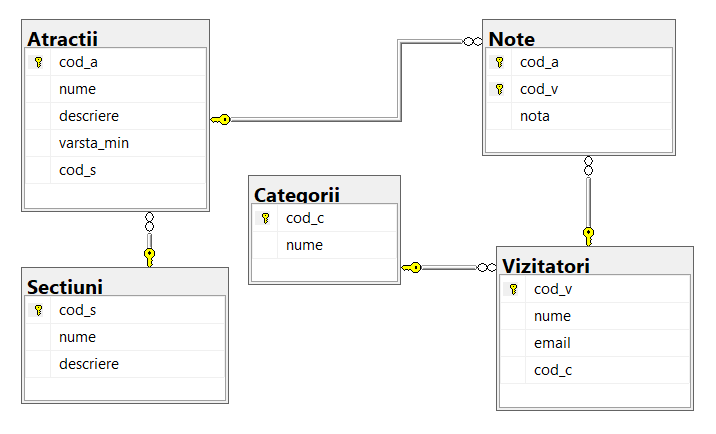 Atractii
cod_a
nume
descriere
varsta_min
cod_s
Note
cod_a
cod_v
nota
Categorii
cod_c
nume
Sectiuni
cod_s
nume
descriere
Vizitatori
cod_v
nume
email
cod_c